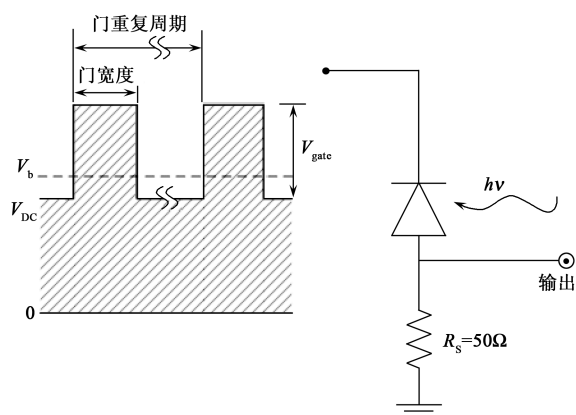 门重复周期
门宽度
V_b
V_DC
0
V_gate
hν
输出
R_S=50Ω